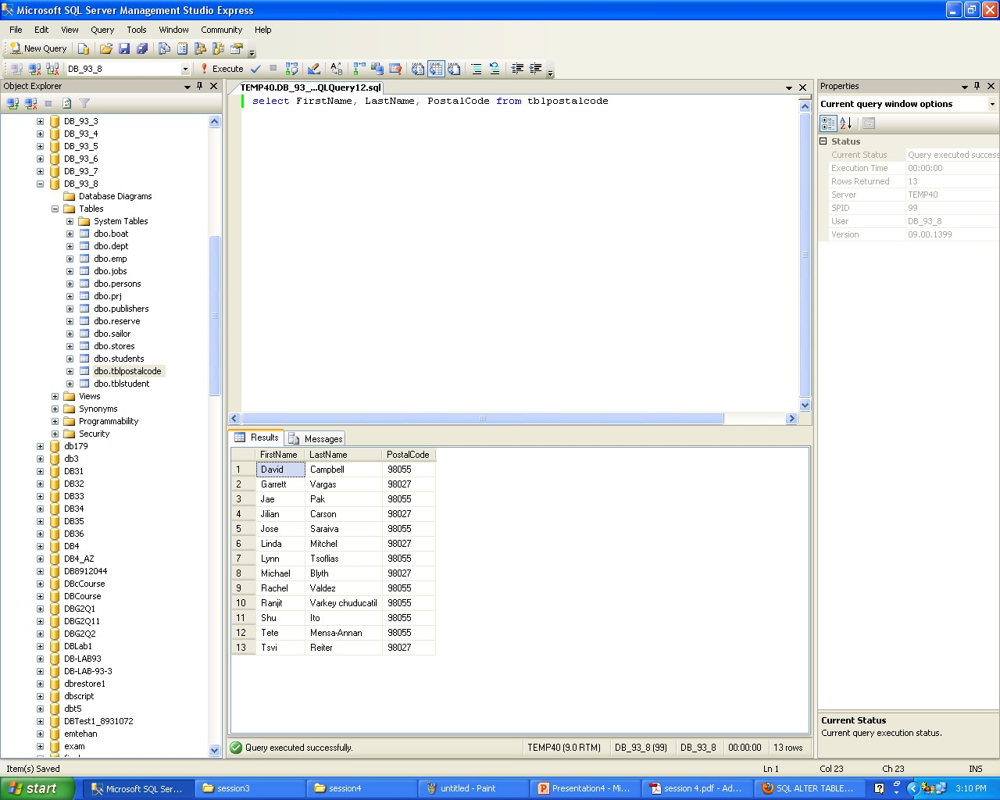 Microsoft SQL Server Management Studio Express
File Edit View Query Tools Window Community Help
New Query
DB_93_8 Execute
Object Explorer
DB_93_3
DB_93_4
DB_93_5
DB_93_6
DB_93_7
DB_93_8
Database Diagrams
Tables
System Tables
dbo.boat
dbo.dept
dbo.emp
dbo.jobs
dbo.persons
dbo.prj
dbo.publishers
dbo.reserve
dbo.sailor
dbo.stores
dbo.students
dbo.tblpostalcode
dbo.tblstudent
Views
Synonyms
Programmability
Security
db179
db3
DB31
DB32
DB33
DB34
DB35
DB36
DB4
DB4_AZ
DB8912044
DBcCourse
DBCourse
DBG2Q1
DBG2Q11
DBG2Q2
DBLab1
DB-LAB93
DB-LAB-93-3
dbrestore1
dbscript
dbt5
DBTest1_8931072
emtehan
exam
TEMP40.DB_93_...QLQuery12.sql
select FirstName, LastName, PostalCode from tblpostalcode
Results Messages
FirstName LastName PostalCode
1 David Campbell 98055
2 Garrett Vargas 98027
3 Jae Pak 98055
4 Jilian Carson 98027
5 Jose Saraiva 98055
6 Linda Mitchel 98027
7 Lynn Tsoflias 98055
8 Michael Blyth 98027
9 Rachel Valdez 98055
10 Ranjit Varkey chuducatil 98055
11 Shu Ito 98055
12 Tete Mensa-Annan 98055
13 Tsvi Reiter 98027
Query executed successfully. TEMP40 (9.0 RTM) DB_93_8 (99) DB_93_8 00:00:00 13 rows
Properties
Current query window options
Status
Current Status Query executed success
Execution Time 00:00:00
Rows Returned 13
Server TEMP40
SPID 99
User DB_93_8
Version 09.00.1399
Current Status
Current query execution status.
Item(s) Saved Ln 1 Col 23 Ch 23 INS
start Microsoft SQL Ser... session3 session4 untitled - Paint Presentation4 - Mi... session 4.pdf - Ad... SQL ALTER TABLE... 3:10 PM